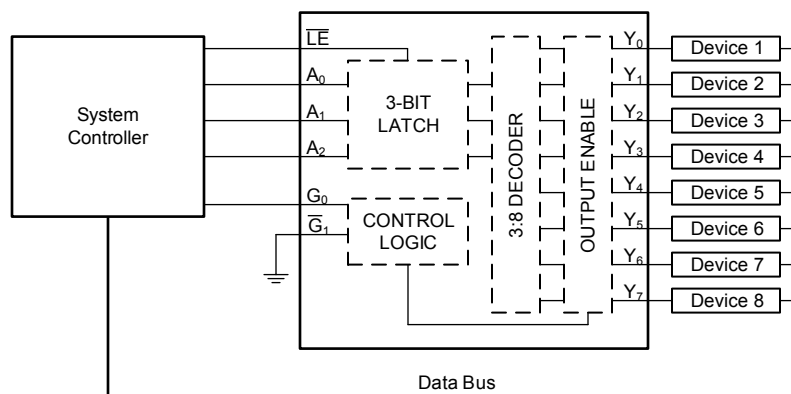 System
Controller
L̅E̅
A₀
A₁
A₂
G₀
G̅₁
3-BIT
LATCH
CONTROL
LOGIC
3:8 DECODER
OUTPUT ENABLE
Y₀
Y₁
Y₂
Y₃
Y₄
Y₅
Y₆
Y₇
Device 1
Device 2
Device 3
Device 4
Device 5
Device 6
Device 7
Device 8
Data Bus